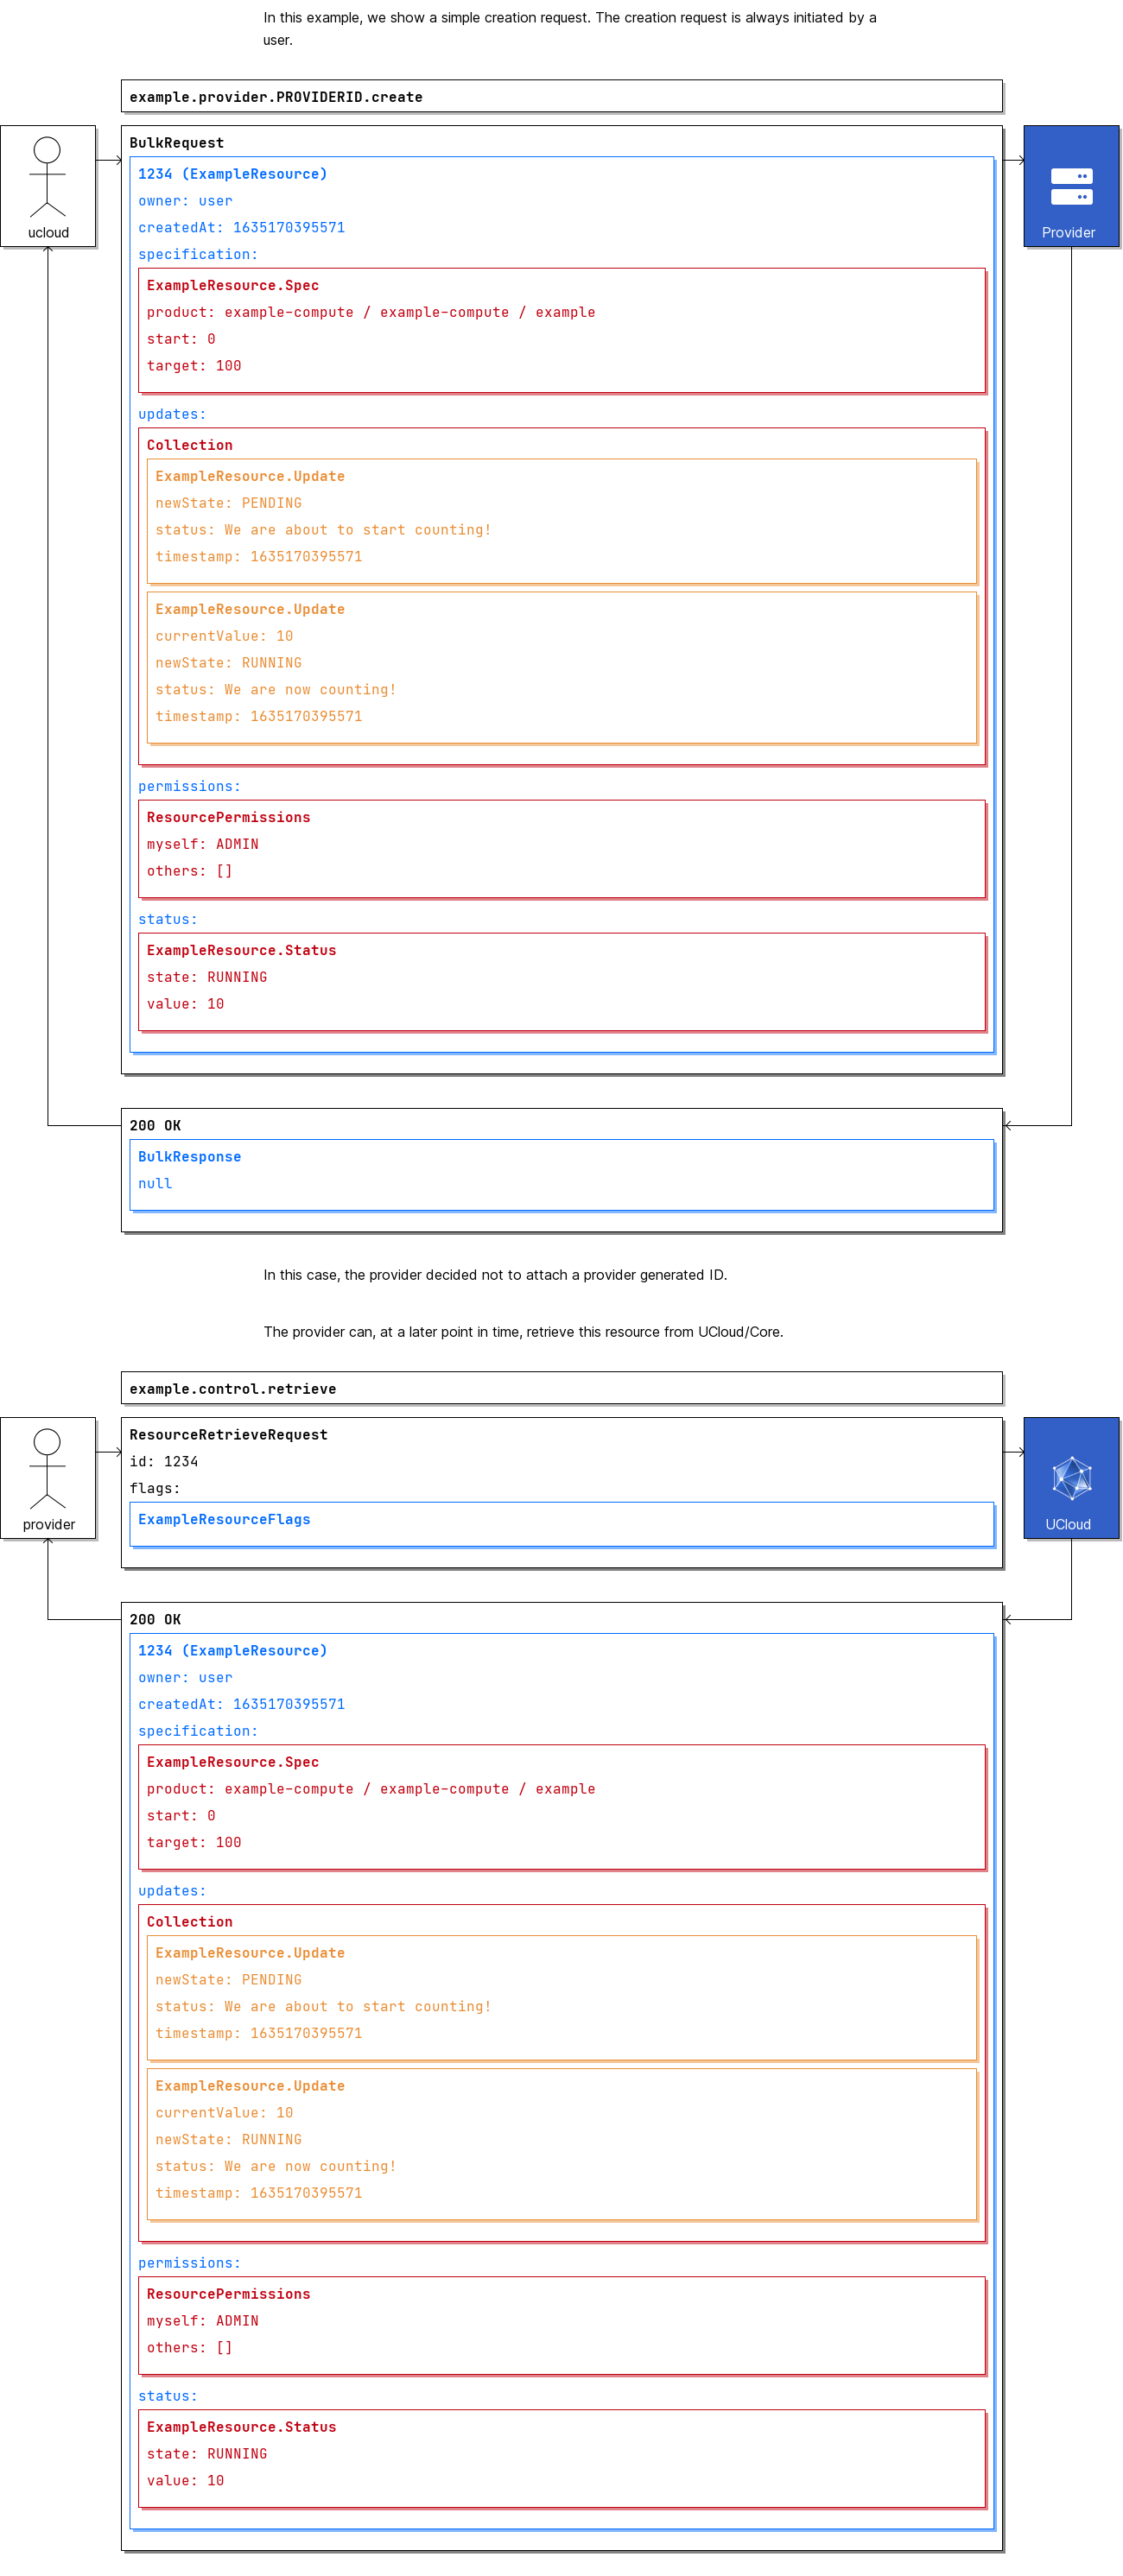 In this example, we show a simple creation request. The creation request is always initiated by a
user.
example.provider.PROVIDERID.create
ucloud
BulkRequest
1234 (ExampleResource)
owner: user
createdAt: 1635170395571
specification:
ExampleResource.Spec
product: example-compute / example-compute / example
start: 0
target: 100
updates:
Collection
ExampleResource.Update
newState: PENDING
status: We are about to start counting!
timestamp: 1635170395571
ExampleResource.Update
currentValue: 10
newState: RUNNING
status: We are now counting!
timestamp: 1635170395571
permissions:
ResourcePermissions
myself: ADMIN
others: []
status:
ExampleResource.Status
state: RUNNING
value: 10
Provider
200 OK
BulkResponse
null
In this case, the provider decided not to attach a provider generated ID.
The provider can, at a later point in time, retrieve this resource from UCloud/Core.
example.control.retrieve
provider
ResourceRetrieveRequest
id: 1234
flags:
ExampleResourceFlags
UCloud
200 OK
1234 (ExampleResource)
owner: user
createdAt: 1635170395571
specification:
ExampleResource.Spec
product: example-compute / example-compute / example
start: 0
target: 100
updates:
Collection
ExampleResource.Update
newState: PENDING
status: We are about to start counting!
timestamp: 1635170395571
ExampleResource.Update
currentValue: 10
newState: RUNNING
status: We are now counting!
timestamp: 1635170395571
permissions:
ResourcePermissions
myself: ADMIN
others: []
status:
ExampleResource.Status
state: RUNNING
value: 10